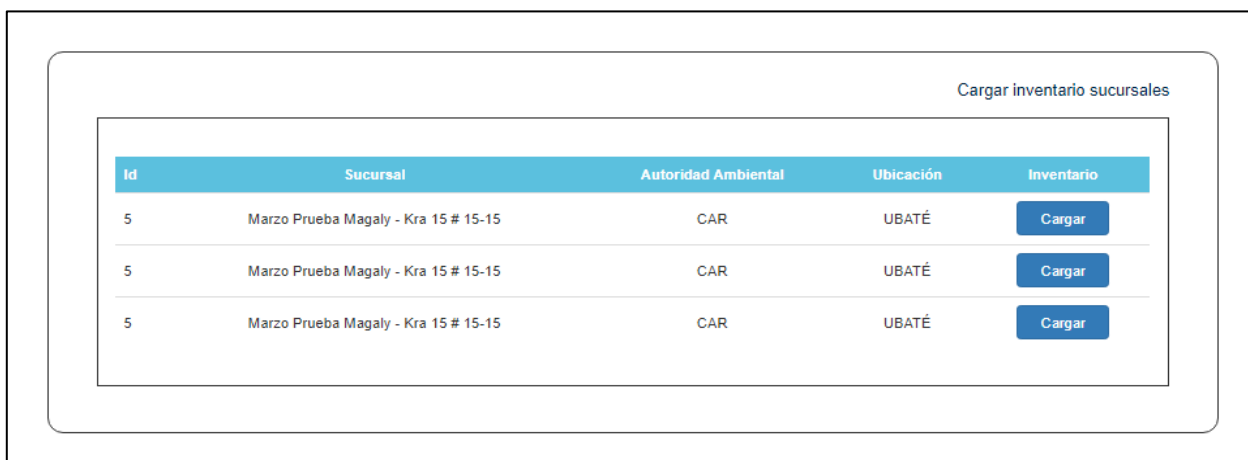 Cargar inventario sucursales
Id Sucursal Autoridad Ambiental Ubicación Inventario
5 Marzo Prueba Magaly - Kra 15 # 15-15 CAR UBATÉ Cargar
5 Marzo Prueba Magaly - Kra 15 # 15-15 CAR UBATÉ Cargar
5 Marzo Prueba Magaly - Kra 15 # 15-15 CAR UBATÉ Cargar